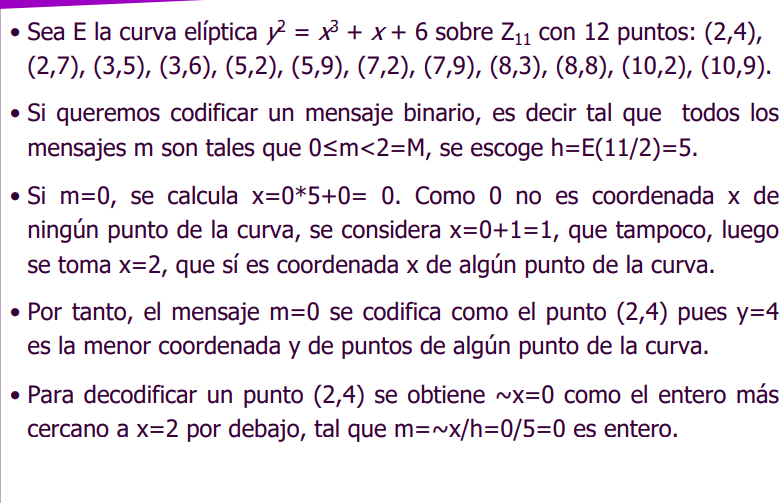 • Sea E la curva elíptica y² = x³ + x + 6 sobre Z₁₁ con 12 puntos: (2,4),
(2,7), (3,5), (3,6), (5,2), (5,9), (7,2), (7,9), (8,3), (8,8), (10,2), (10,9).
• Si queremos codificar un mensaje binario, es decir tal que todos los
mensajes m son tales que 0≤m<2=M, se escoge h=E(11/2)=5.
• Si m=0, se calcula x=0*5+0= 0. Como 0 no es coordenada x de
ningún punto de la curva, se considera x=0+1=1, que tampoco, luego
se toma x=2, que sí es coordenada x de algún punto de la curva.
• Por tanto, el mensaje m=0 se codifica como el punto (2,4) pues y=4
es la menor coordenada y de puntos de algún punto de la curva.
• Para decodificar un punto (2,4) se obtiene ~x=0 como el entero más
cercano a x=2 por debajo, tal que m=~x/h=0/5=0 es entero.